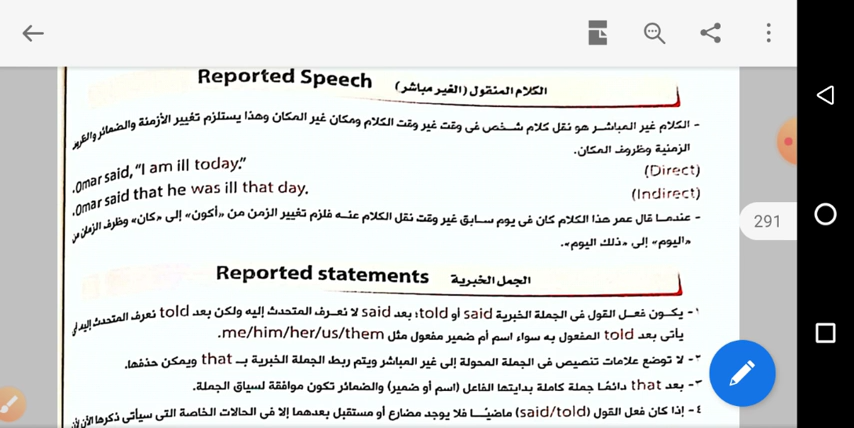 Reported Speech الكلام المنقول (الغير مباشر)
- الكلام غير المباشر هو نقل كلام شخص فى وقت غير وقت الكلام ومكان غير المكان وهذا يستلزم تغيير الأزمنة والضمائر والظروف
الزمنية وظروف المكان.
.Omar said, “I am ill today.” (Direct)
.Omar said that he was ill that day. (Indirect)
- عندما قال عمر هذا الكلام كان فى يوم سابق غير وقت نقل الكلام عنه فلزم تغيير الزمن من «أكون» إلى «كان» وظرف الزمن من
«اليوم» إلى «ذلك اليوم».
Reported statements الجمل الخبرية
١- يكون فعل القول فى الجملة الخبرية said أو told؛ بعد said لا نعرف المتحدث إليه ولكن بعد told نعرف المتحدث إليه
يأتى بعد told المفعول به سواء اسم أم ضمير مفعول مثل me/him/her/us/them.
٢- لا توضع علامات تنصيص فى الجملة المحولة إلى غير المباشر ويتم ربط الجملة الخبرية بـ that ويمكن حذفها.
٣- بعد that دائمًا جملة كاملة بدايتها الفاعل (اسم أو ضمير) والضمائر تكون موافقة لسياق الجملة.
٤- إذا كان فعل القول (said/told) ماضيًا فلا يوجد مضارع أو مستقبل بعدهما إلا فى الحالات الخاصة التى سيأتى ذكرها الآن
291